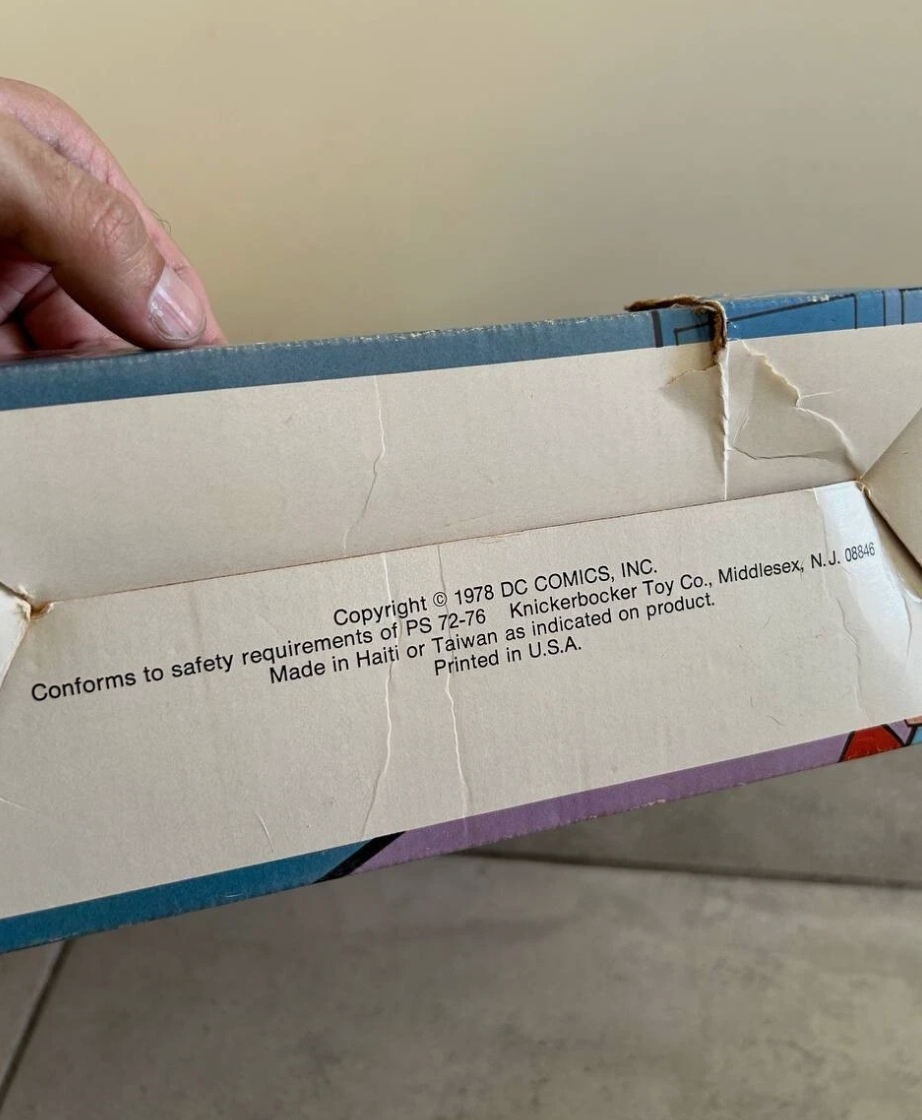 Copyright © 1978 DC COMICS, INC.
Conforms to safety requirements of PS 72-76 Knickerbocker Toy Co., Middlesex, N.J. 08846
Made in Haiti or Taiwan as indicated on product.
Printed in U.S.A.